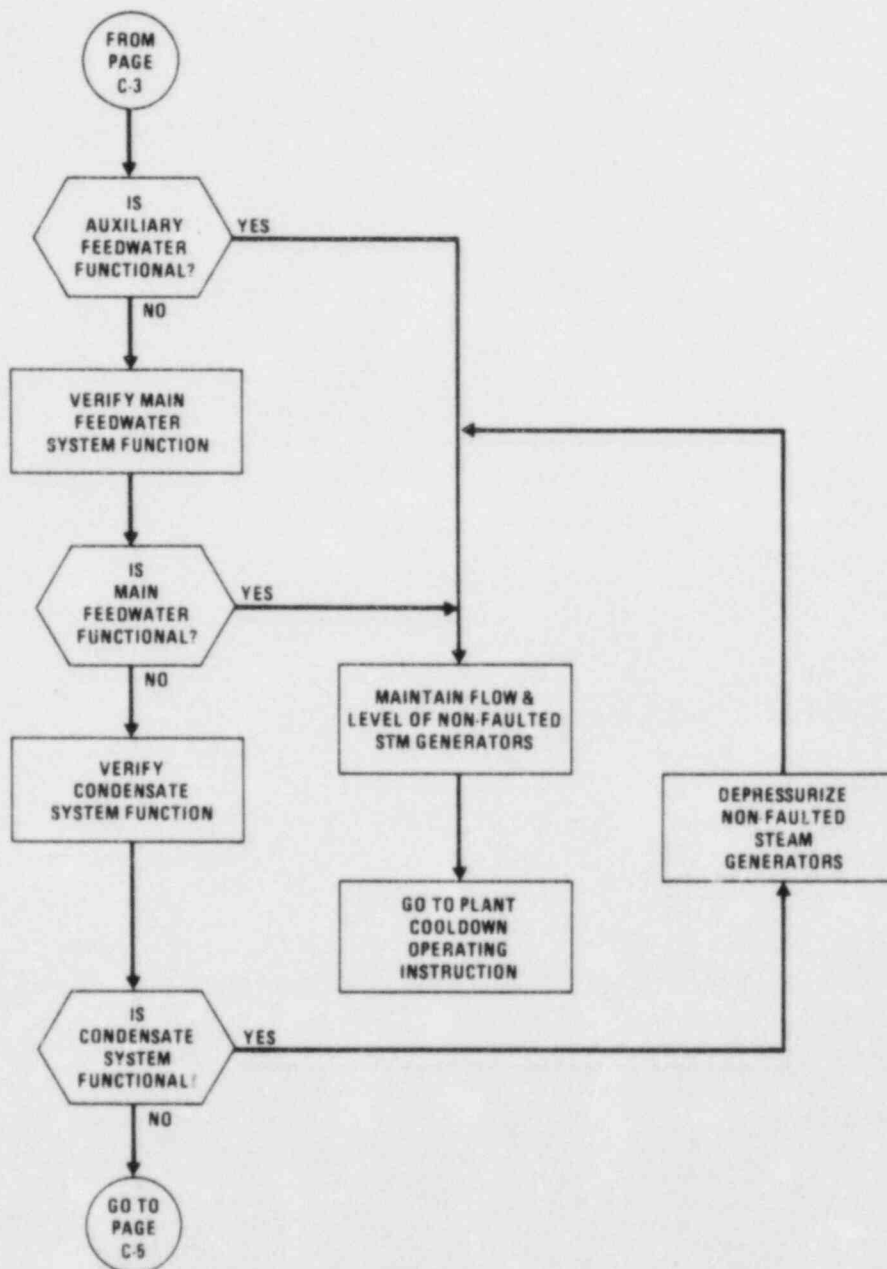 FROM
PAGE
C-3
IS
AUXILIARY
FEEDWATER
FUNCTIONAL?
YES
NO
VERIFY MAIN
FEEDWATER
SYSTEM FUNCTION
IS
MAIN
FEEDWATER
FUNCTIONAL?
YES
NO
MAINTAIN FLOW &
LEVEL OF NON-FAULTED
STM GENERATORS
VERIFY
CONDENSATE
SYSTEM FUNCTION
DEPRESSURIZE
NON-FAULTED
STEAM
GENERATORS
GO TO PLANT
COOLDOWN
OPERATING
INSTRUCTION
IS
CONDENSATE
SYSTEM
FUNCTIONAL?
YES
NO
GO TO
PAGE
C-5